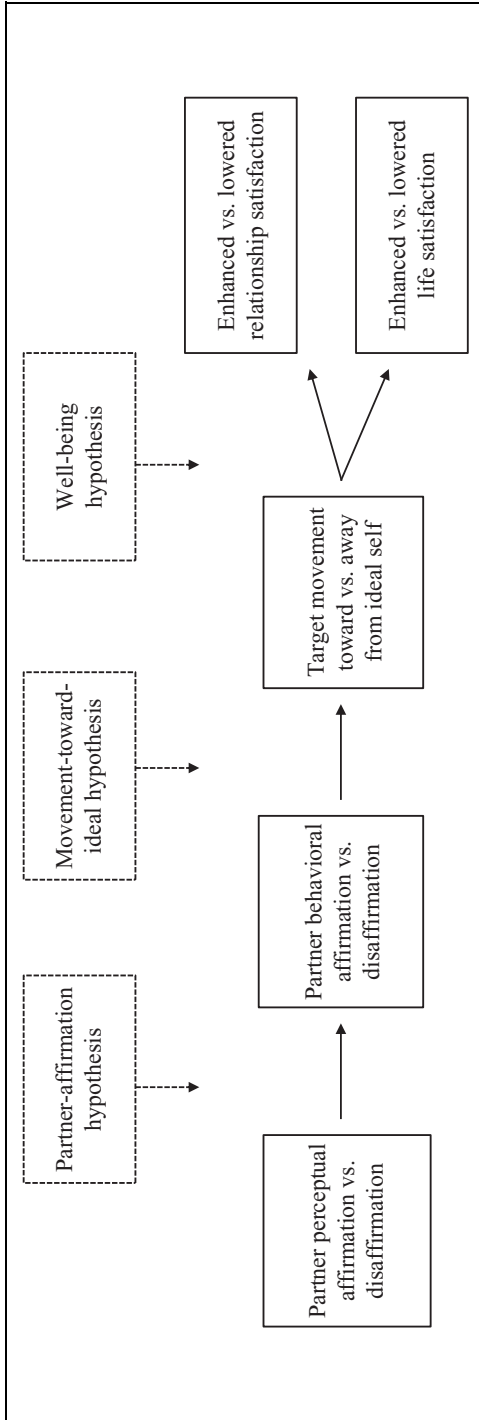 Partner-affirmation
hypothesis
Movement-toward-
ideal hypothesis
Well-being
hypothesis
Partner perceptual
affirmation vs.
disaffirmation
Partner behavioral
affirmation vs.
disaffirmation
Target movement
toward vs. away
from ideal self
Enhanced vs. lowered
relationship satisfaction
Enhanced vs. lowered
life satisfaction